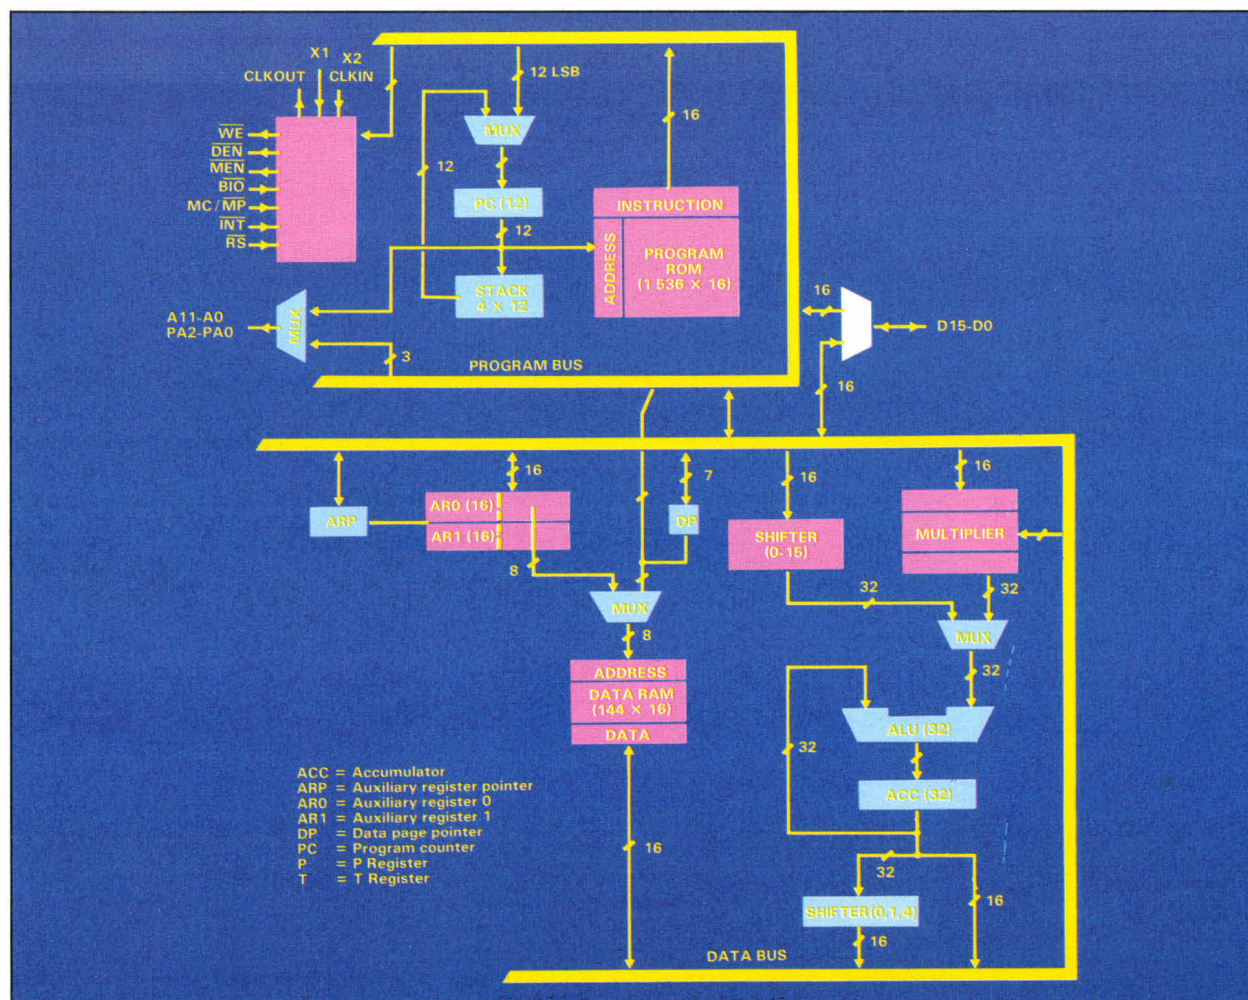 X1
X2
CLKOUT
CLKIN
12 LSB
16
WE
DEN
MEN
BIO
MC/MP
INT
RS
MUX
12
PC (12)
12
INSTRUCTION
ADDRESS
PROGRAM
ROM
(1 536 × 16)
STACK
4 × 12
A11-A0
PA2-PA0
MUX
3
PROGRAM BUS
16
D15-D0
16
16
7
16
16
ARP
AR0 (16)
AR1 (16)
DP
SHIFTER
(0-15)
MULTIPLIER
8
MUX
8
32
32
MUX
32
ADDRESS
DATA RAM
(144 × 16)
DATA
ALU (32)
32
ACC (32)
ACC = Accumulator
ARP = Auxiliary register pointer
AR0 = Auxiliary register 0
AR1 = Auxiliary register 1
DP = Data page pointer
PC = Program counter
P = P Register
T = T Register
16
32
16
SHIFTER(0,1,4)
16
DATA BUS